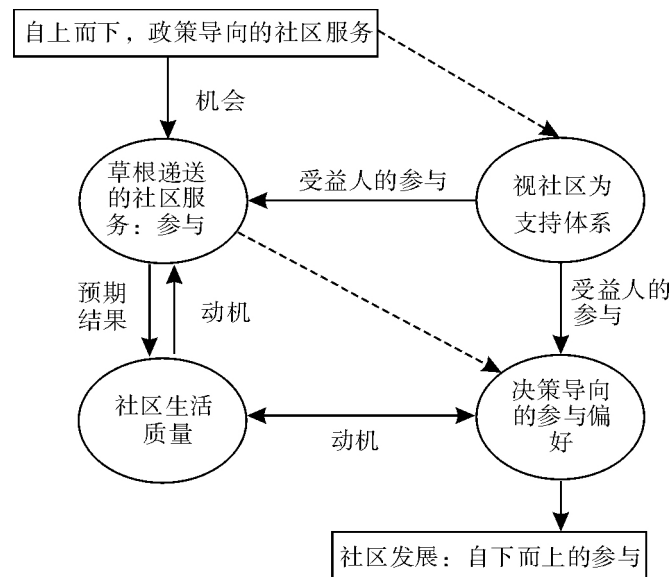 自上而下，政策导向的社区服务
机会
草根递送
的社区服
务：参与
受益人的参与
视社区为
支持体系
预期
结果
动机
受益人的
参与
社区生活
质量
动机
决策导向
的参与偏
好
社区发展：自下而上的参与